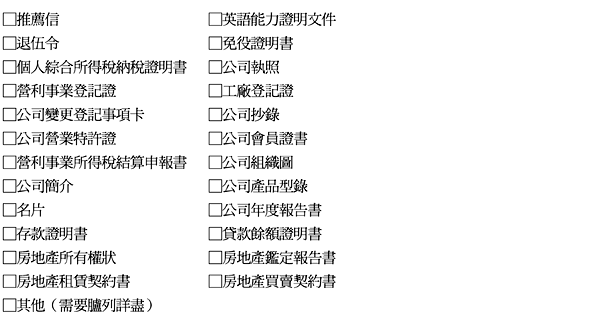 □推薦信 □英語能力證明文件
□退伍令 □免役證明書
□個人綜合所得稅納稅證明書 □公司執照
□營利事業登記證 □工廠登記證
□公司變更登記事項卡 □公司抄錄
□公司營業特許證 □公司會員證書
□營利事業所得稅結算申報書 □公司組織圖
□公司簡介 □公司產品型錄
□名片 □公司年度報告書
□存款證明書 □貸款餘額證明書
□房地產所有權狀 □房地產鑑定報告書
□房地產租賃契約書 □房地產買賣契約書
□其他（需要臚列詳盡）